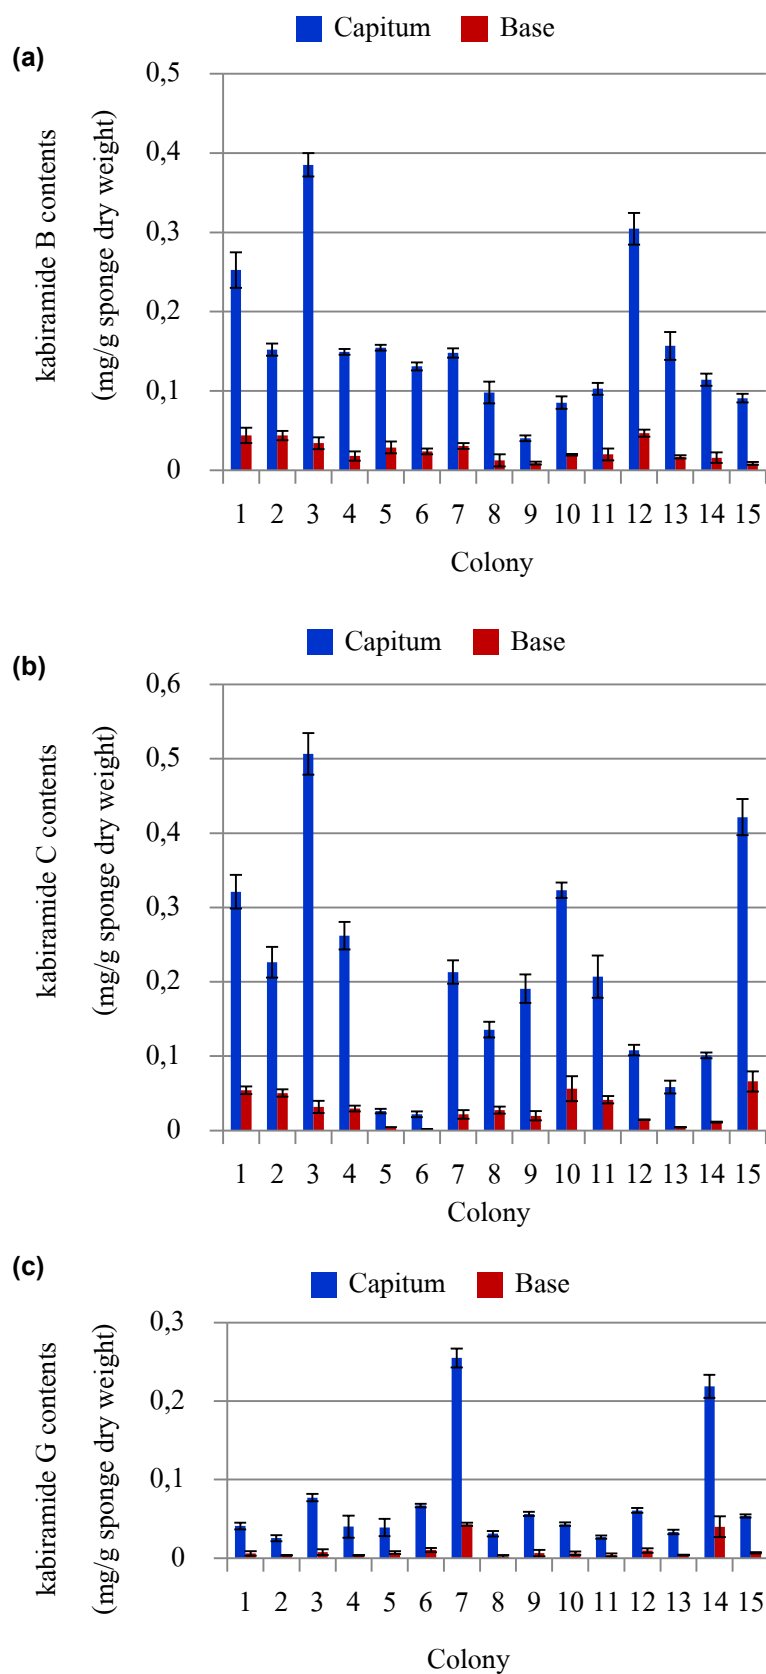 Capitum Base
(a)
kabiramide B contents
(mg/g sponge dry weight)
0,5
0,4
0,3
0,2
0,1
0
1 2 3 4 5 6 7 8 9 10 11 12 13 14 15
Colony
Capitum Base
(b)
kabiramide C contents
(mg/g sponge dry weight)
0,6
0,5
0,4
0,3
0,2
0,1
0
1 2 3 4 5 6 7 8 9 10 11 12 13 14 15
Colony
(c)
Capitum Base
kabiramide G contents
(mg/g sponge dry weight)
0,3
0,2
0,1
0
1 2 3 4 5 6 7 8 9 10 11 12 13 14 15
Colony